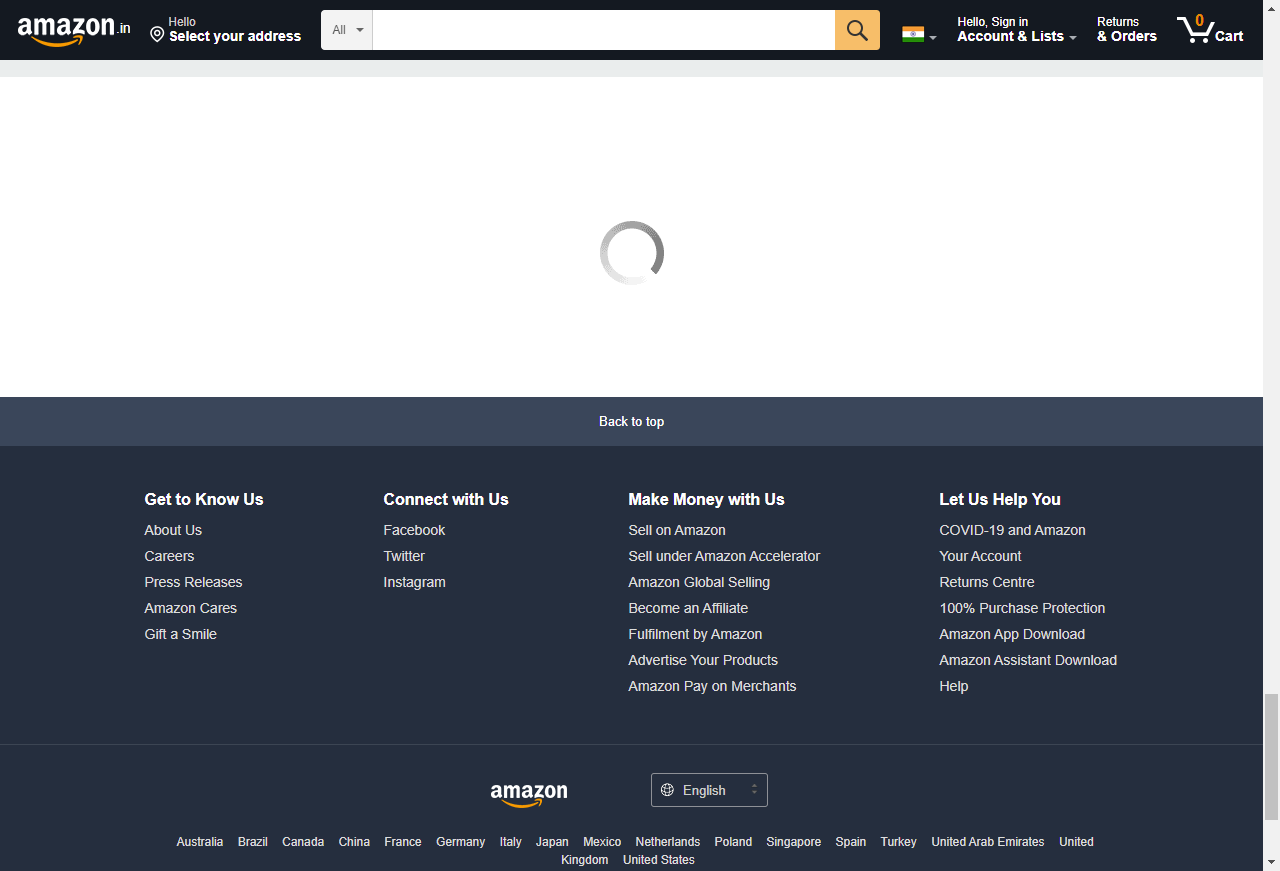 amazon.in
Hello
Select your address
All
Hello, Sign in
Account & Lists
Returns
& Orders
0
Cart
Back to top
Get to Know Us
About Us
Careers
Press Releases
Amazon Cares
Gift a Smile
Connect with Us
Facebook
Twitter
Instagram
Make Money with Us
Sell on Amazon
Sell under Amazon Accelerator
Amazon Global Selling
Become an Affiliate
Fulfilment by Amazon
Advertise Your Products
Amazon Pay on Merchants
Let Us Help You
COVID-19 and Amazon
Your Account
Returns Centre
100% Purchase Protection
Amazon App Download
Amazon Assistant Download
Help
amazon
English
Australia Brazil Canada China France Germany Italy Japan Mexico Netherlands Poland Singapore Spain Turkey United Arab Emirates United
Kingdom United States